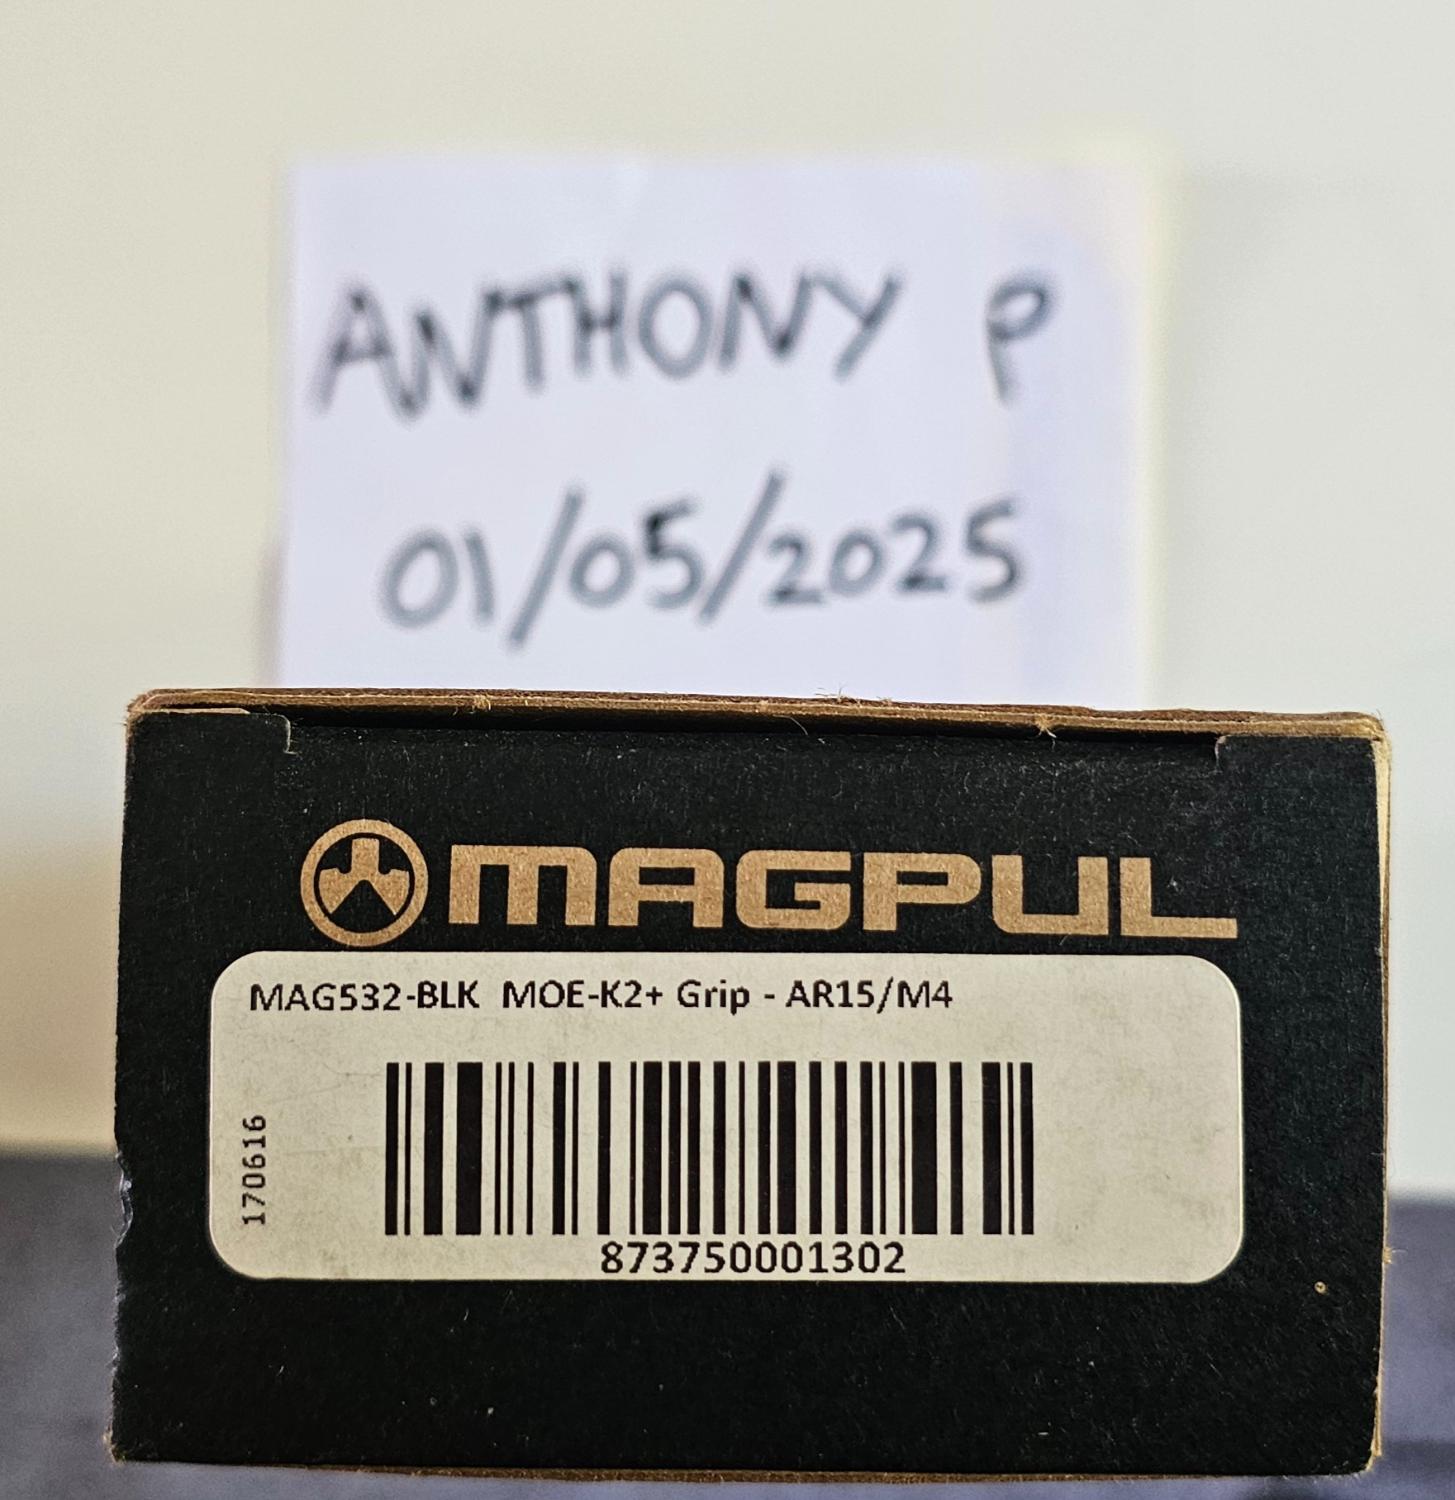 ANTHONY P
01/05/2025
MAGPUL
MAG532-BLK MOE-K2+ Grip - AR15/M4
170616
873750001302